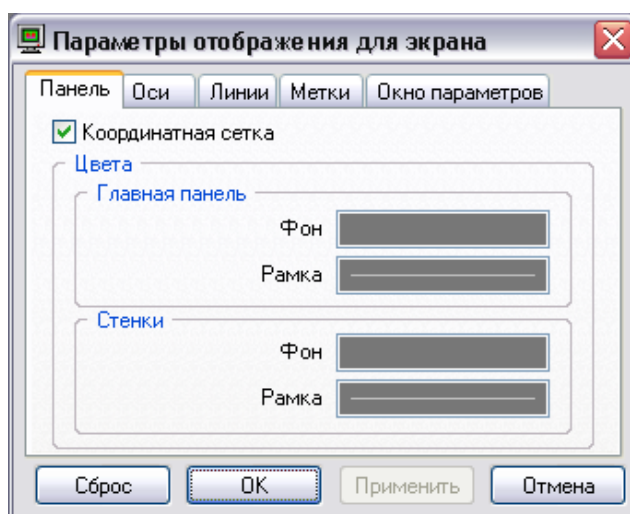 Параметры отображения для экрана
Панель Оси Линии Метки Окно параметров
Координатная сетка
Цвета
Главная панель
Фон
Рамка
Стенки
Фон
Рамка
Сброс OK Применить Отмена